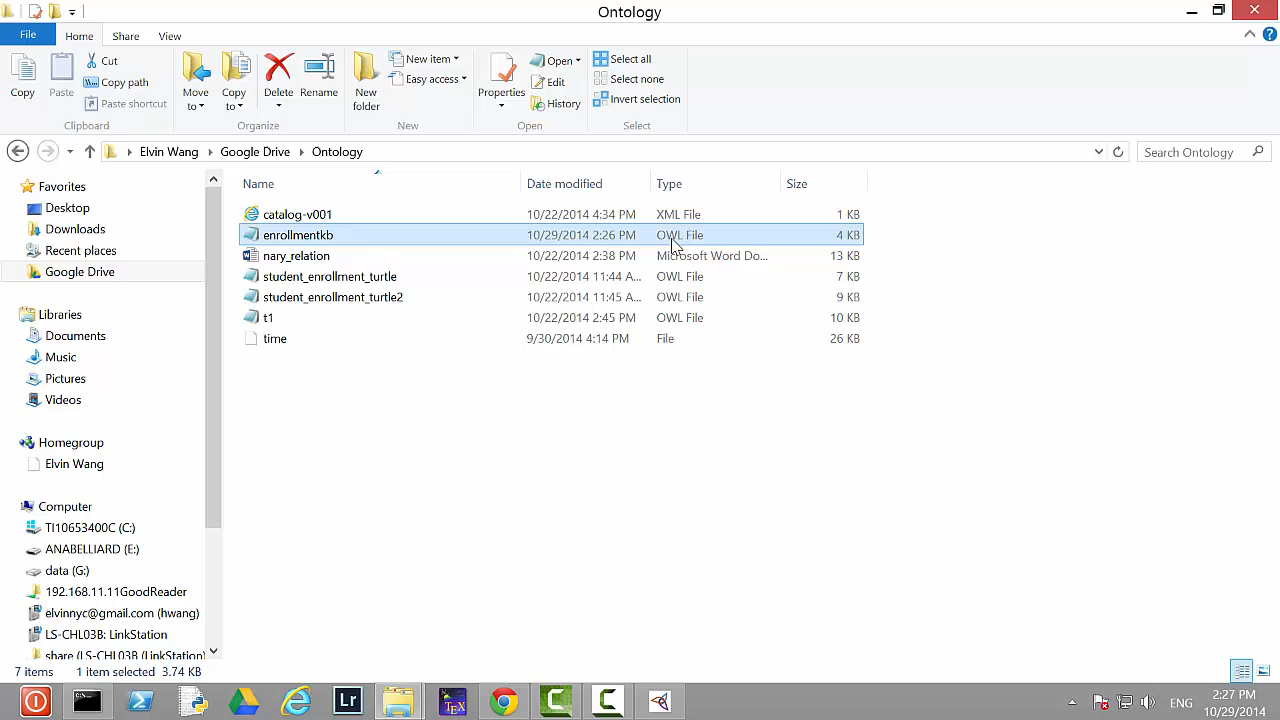 Ontology
File Home Share View
Copy Paste Cut Copy path Paste shortcut Move to Copy to Delete Rename New folder New item Easy access Properties Open Edit History Select all Select none Invert selection
Clipboard Organize New Open Select
Elvin Wang Google Drive Ontology Search Ontology
Name Date modified Type Size
catalog-v001 10/22/2014 4:34 PM XML File 1 KB
enrollmentkb 10/29/2014 2:26 PM OWL File 4 KB
nary_relation 10/22/2014 2:38 PM Microsoft Word Do... 13 KB
student_enrollment_turtle 10/22/2014 11:44 A... OWL File 7 KB
student_enrollment_turtle2 10/22/2014 11:45 A... OWL File 9 KB
t1 10/22/2014 2:45 PM OWL File 10 KB
time 9/30/2014 4:14 PM File 26 KB
Favorites
Desktop
Downloads
Recent places
Google Drive
Libraries
Documents
Music
Pictures
Videos
Homegroup
Elvin Wang
Computer
TI10653400C (C:)
ANABELLIARD (E:)
data (G:)
192.168.11.11GoodReader
elvinnyc@gmail.com (hwang)
LS-CHL03B: LinkStation
share (LS-CHL03B (LinkStation)
7 items 1 item selected 3.74 KB
Lr TEX ENG 2:27 PM
10/29/2014